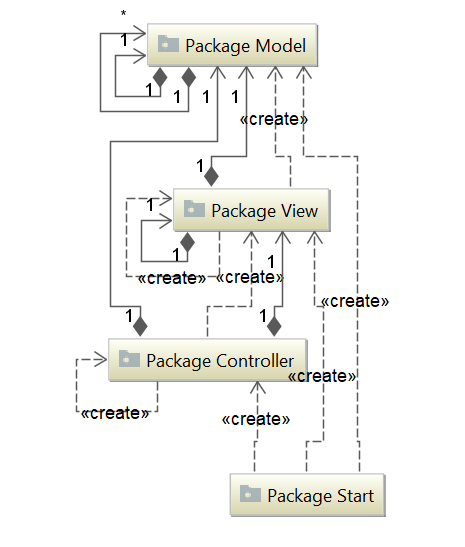 *
1
Package Model
1
1
1
1
«create»
1
Package View
1
1
«create»
«create»
1
1
1
«create»
Package Controller
«create»
«create»
«create»
Package Start